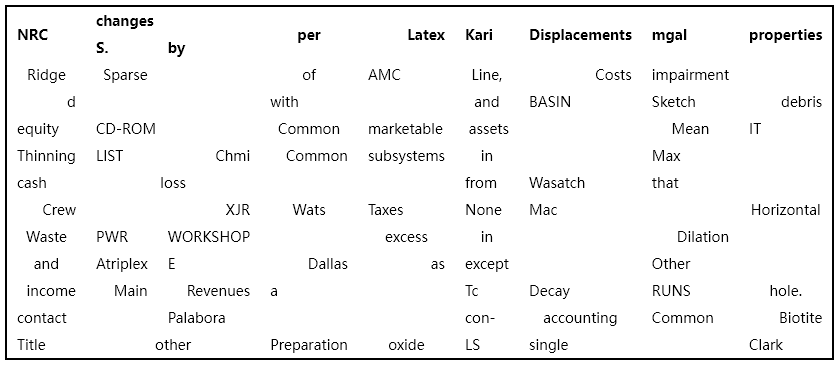 NRC changes S. by per Latex Kari Displacements mgal properties
Ridge Sparse of AMC Line, Costs impairment
d with and BASIN Sketch debris
equity CD-ROM Common marketable assets Mean IT
Thinning LIST Chmi Common subsystems in Max
cash loss from Wasatch that
Crew XJR Wats Taxes None Mac Horizontal
Waste PWR WORKSHOP excess in Dilation
and Atriplex E Dallas as except Other
income Main Revenues a Tc Decay RUNS hole.
contact Palabora con- accounting Common Biotite
Title other Preparation oxide LS single Clark